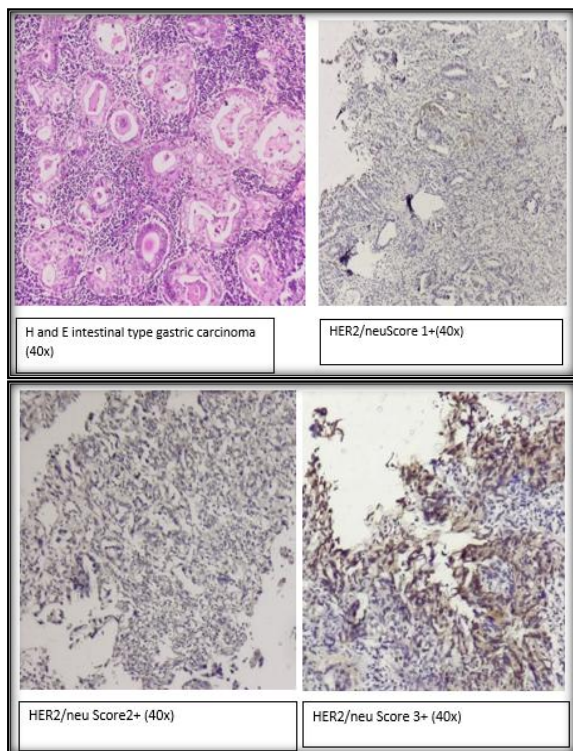 H and E intestinal type gastric carcinoma
(40x)
HER2/neuScore 1+(40x)
HER2/neu Score2+ (40x)
HER2/neu Score 3+ (40x)